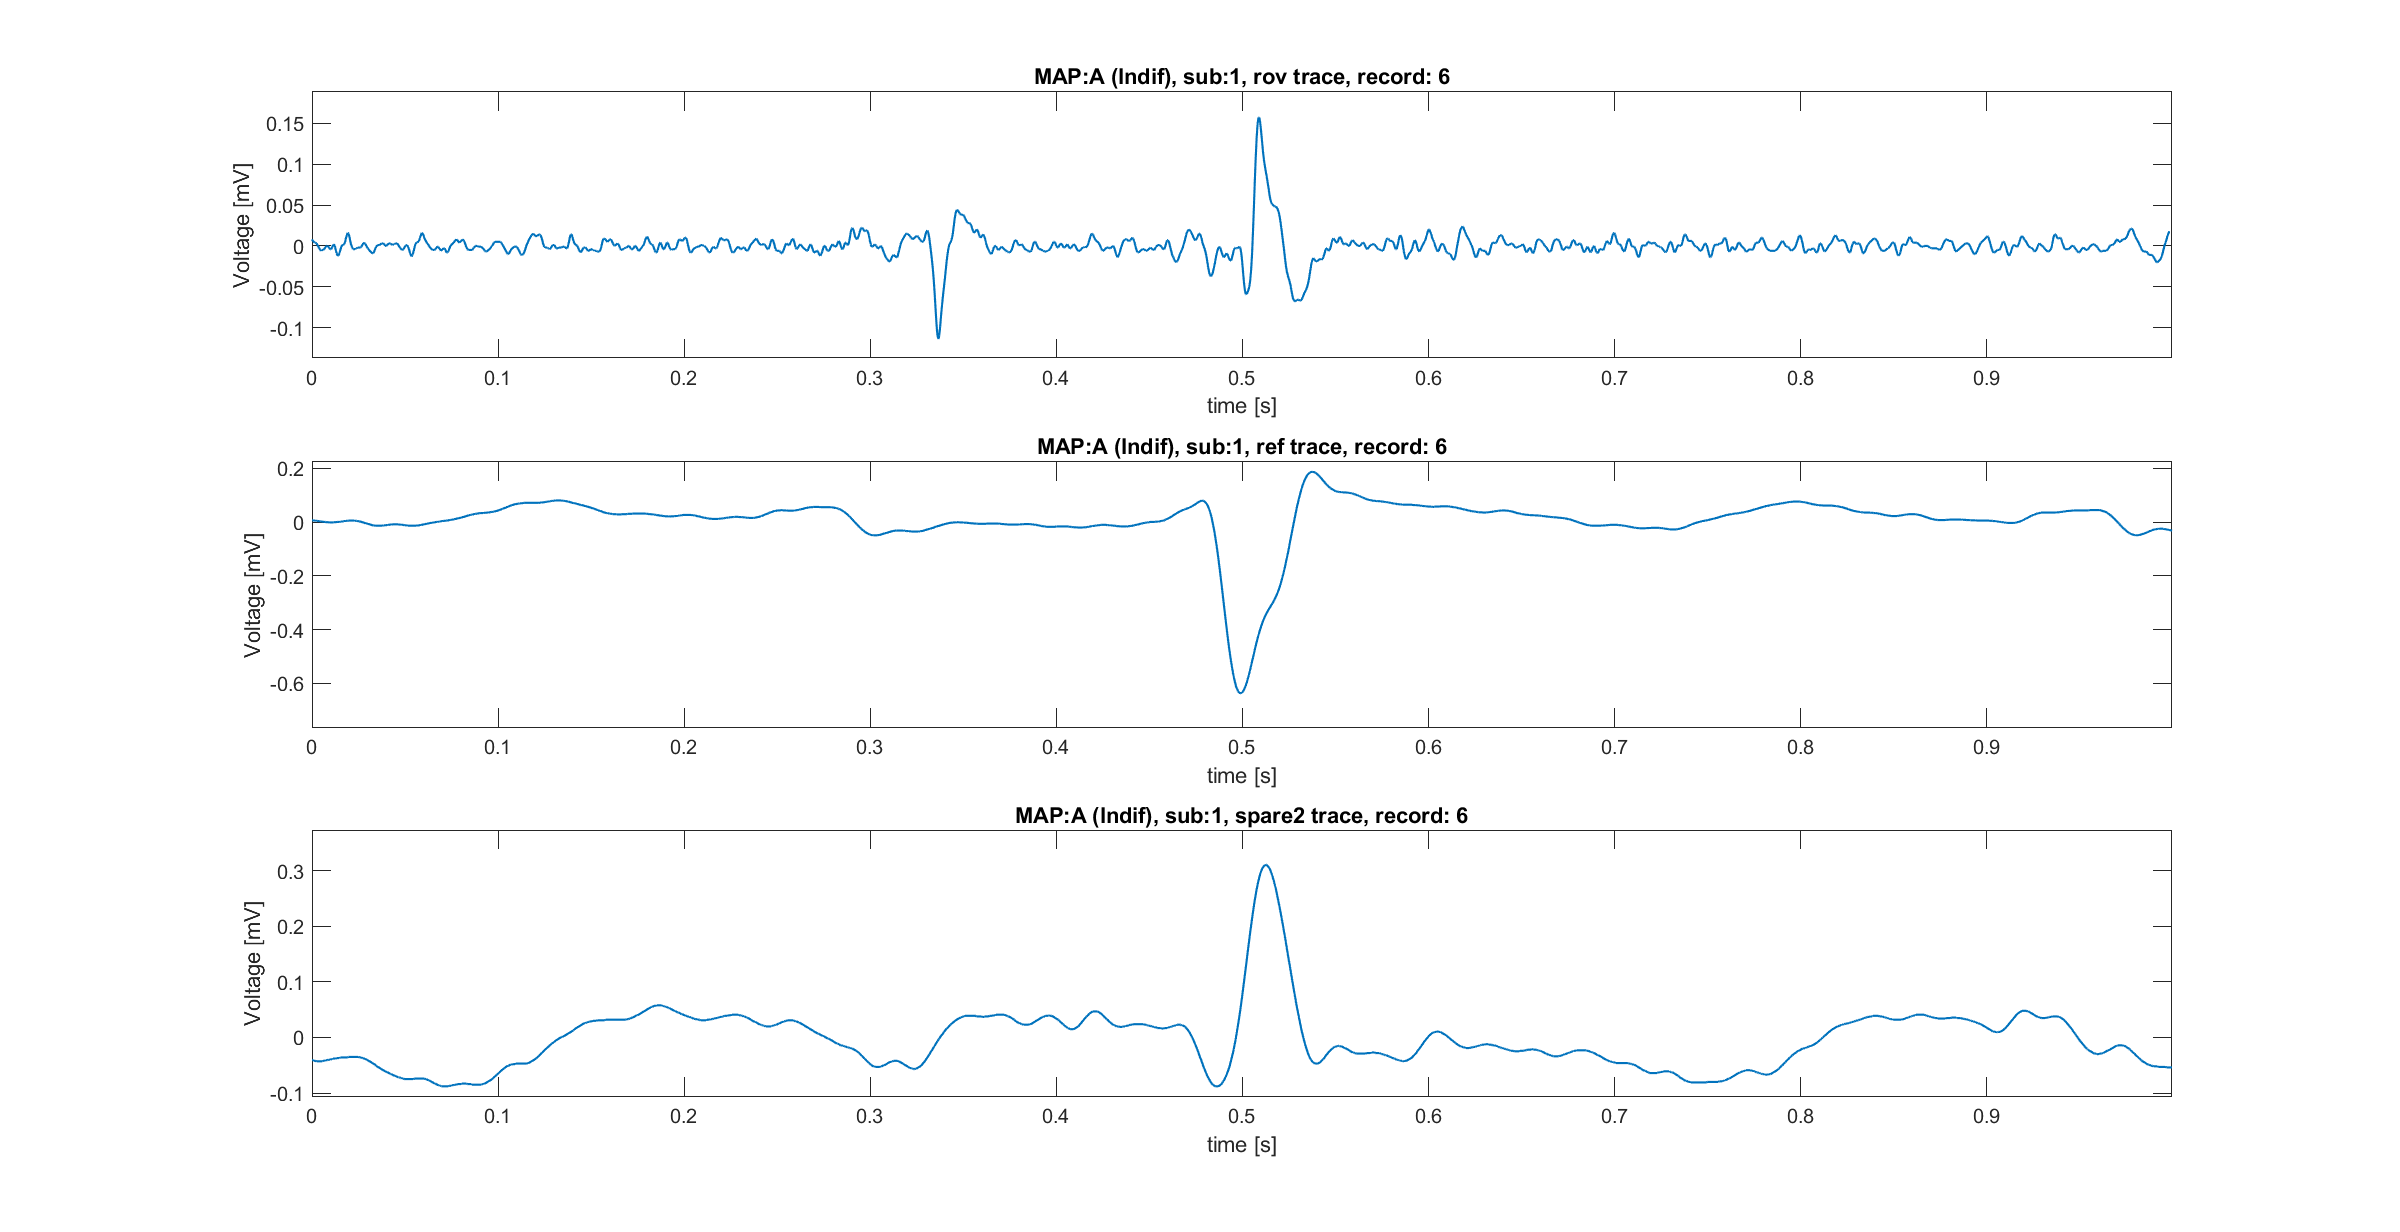 MAP:A (Indif), sub:1, rov trace, record: 6
Voltage [mV]
0.15
0.1
0.05
0
-0.05
-0.1
0 0.1 0.2 0.3 0.4 0.5 0.6 0.7 0.8 0.9
time [s]
MAP:A (Indif), sub:1, ref trace, record: 6
Voltage [mV]
0.2
0
-0.2
-0.4
-0.6
0 0.1 0.2 0.3 0.4 0.5 0.6 0.7 0.8 0.9
time [s]
MAP:A (Indif), sub:1, spare2 trace, record: 6
Voltage [mV]
0.3
0.2
0.1
0
-0.1
0 0.1 0.2 0.3 0.4 0.5 0.6 0.7 0.8 0.9
time [s]